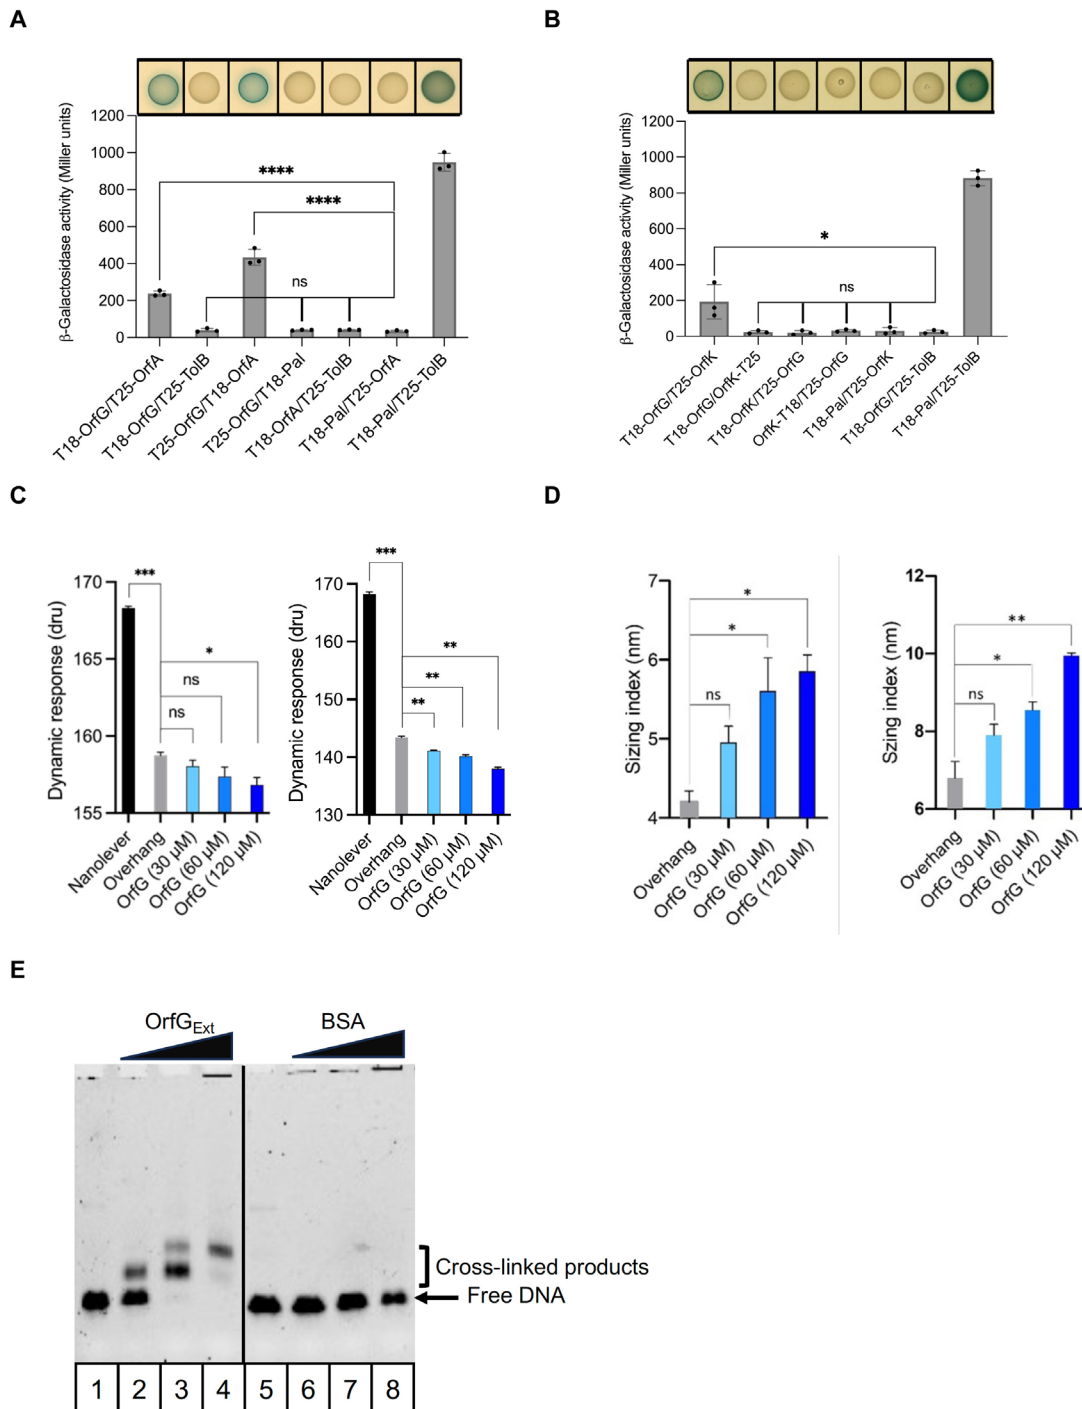 A
β-Galactosidase activity (Miller units)
1200
1000
800
600
400
200
0
****
****
ns
T18-OrfG/T25-OrfA
T18-OrfG/T25-TolB
T25-OrfG/T18-OrfA
T25-OrfG/T18-Pal
T18-OrfA/T25-TolB
T18-Pal/T25-OrfA
T18-Pal/T25-TolB
B
β-Galactosidase activity (Miller units)
1200
1000
800
600
400
200
0
*
ns
T18-OrfG/T25-OrfK
T18-OrfG/OrfK-T25
T18-OrfK/T25-OrfG
OrfK-T18/T25-OrfG
T18-Pal/T25-OrfK
T18-OrfG/T25-TolB
T18-Pal/T25-TolB
C
Dynamic response (dru)
170
165
160
155
***
*
ns
ns
Nanolever
Overhang
OrfG (30 µM)
OrfG (60 µM)
OrfG (120 µM)
Dynamic response (dru)
170
160
150
140
130
***
**
**
**
Nanolever
Overhang
OrfG (30 µM)
OrfG (60 µM)
OrfG (120 µM)
D
Sizing index (nm)
7
6
5
4
*
*
ns
Overhang
OrfG (30 µM)
OrfG (60 µM)
OrfG (120 µM)
Szing index (nm)
12
10
8
6
**
*
ns
Overhang
OrfG (30 µM)
OrfG (60 µM)
OrfG (120 µM)
E
OrfGExt BSA
Cross-linked products
Free DNA
1 2 3 4 5 6 7 8